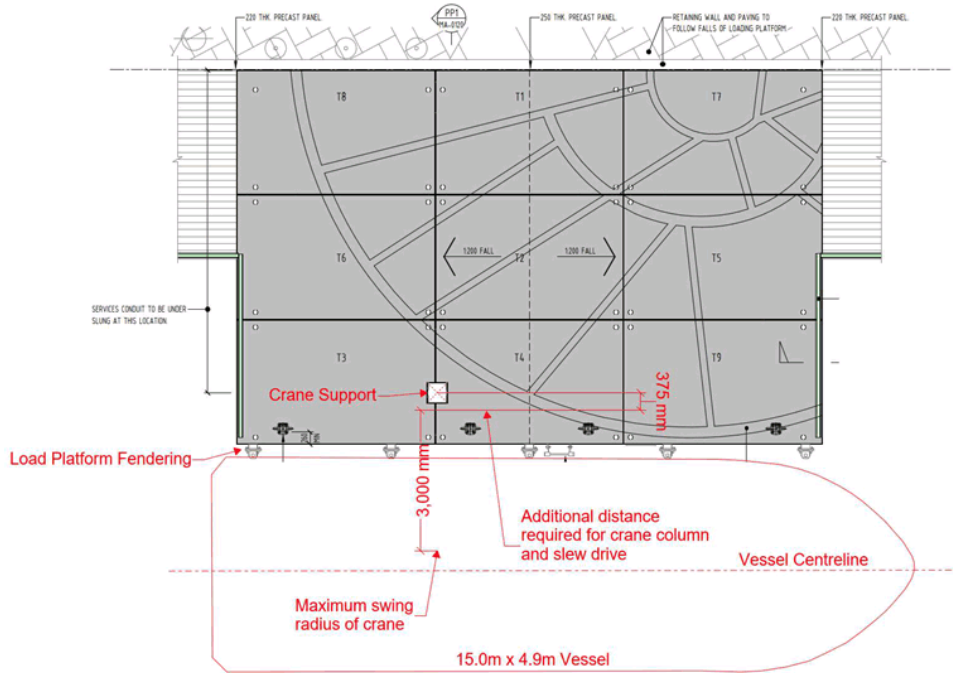 PP1
MA-0120
220 THK. PRECAST PANEL.
250 THK. PRECAST PANEL.
RETAINING WALL AND PAVING TO
FOLLOW FALLS OF LOADING PLATFORM
220 THK. PRECAST PANEL.
T8
T1
T7
T6
1200 FALL
T2
1200 FALL
T5
SERVICES CONDUIT TO BE UNDER
SLUNG AT THIS LOCATION
T3
T4
T9
Crane Support
375 mm
MIN
Load Platform Fendering
3,000 mm
Additional distance
required for crane column
and slew drive
Vessel Centreline
Maximum swing
radius of crane
15.0m x 4.9m Vessel